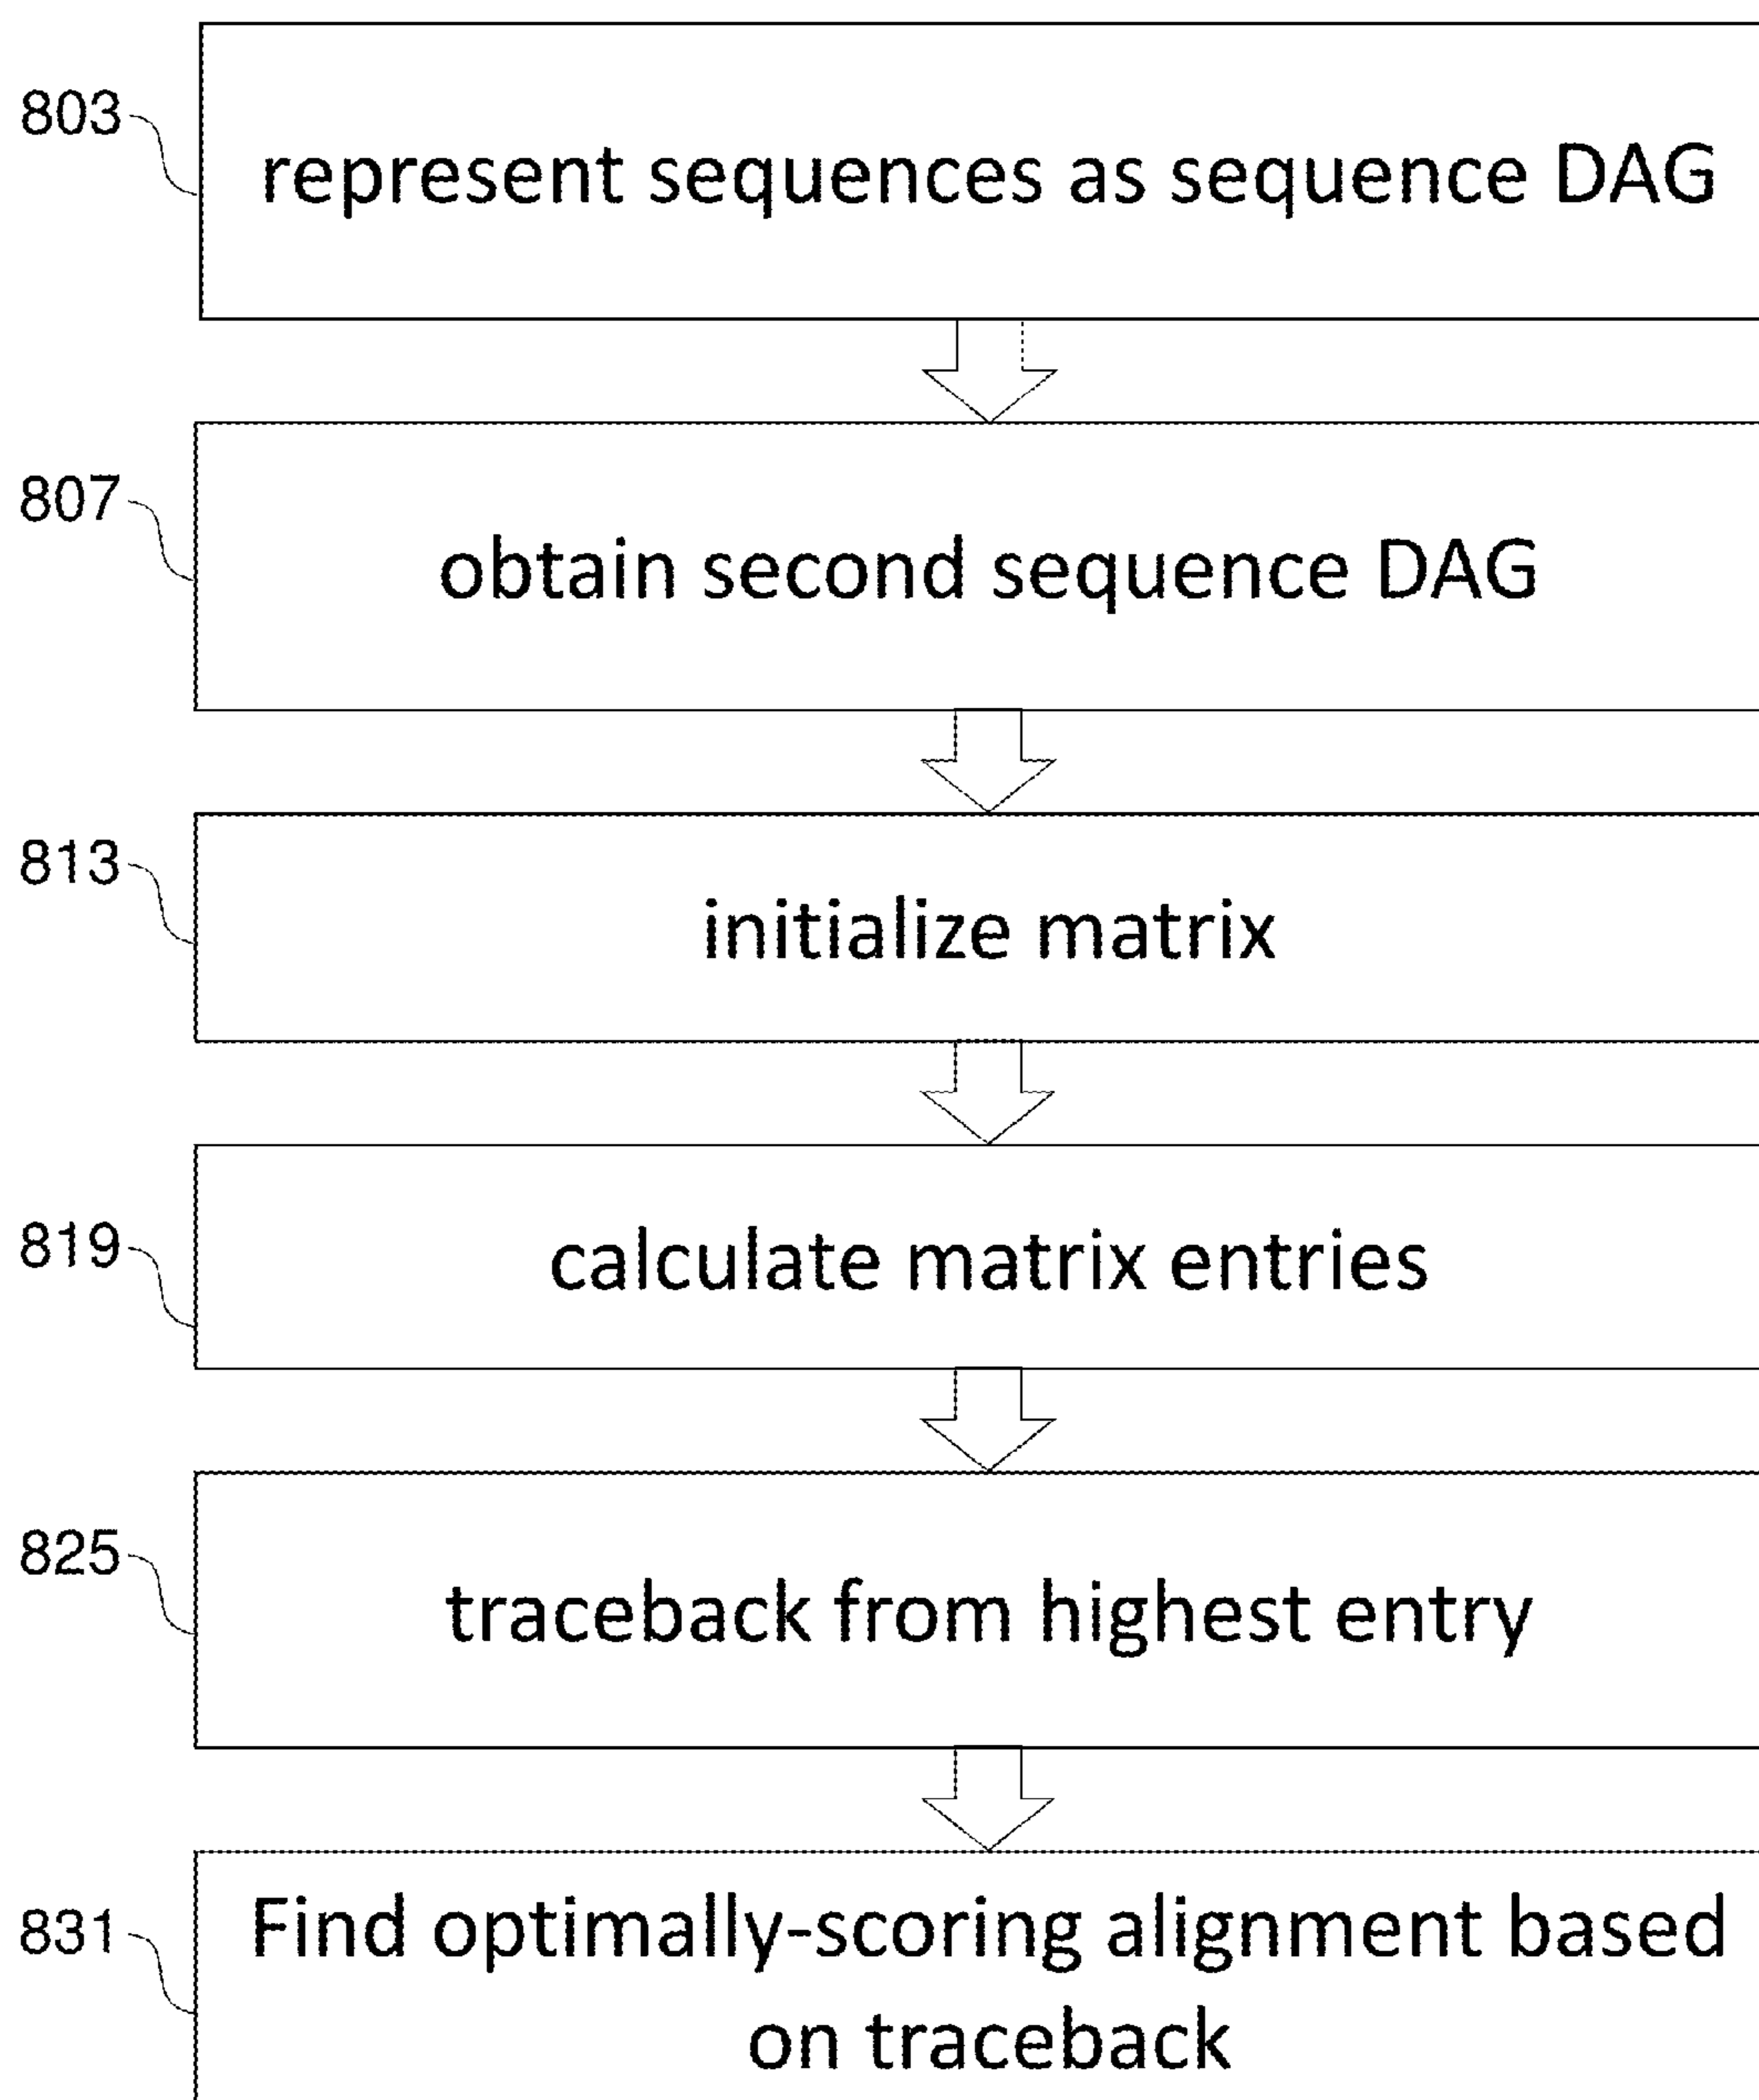 803
represent sequences as sequence DAG
807
obtain second sequence DAG
813
initialize matrix
819
calculate matrix entries
825
traceback from highest entry
831
Find optimally-scoring alignment based
on traceback